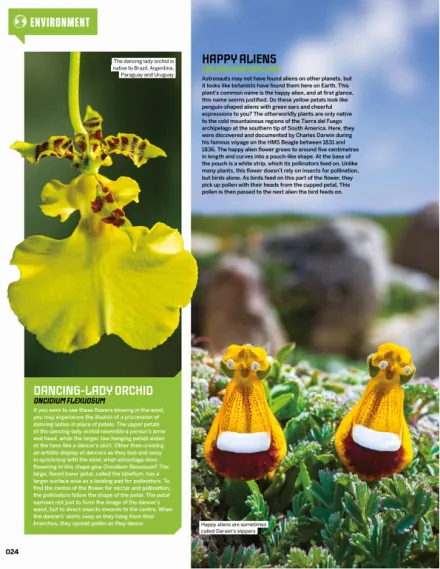 ENVIRONMENT
The dancing lady orchid is
native to Brazil, Argentina,
Paraguay and Uruguay
DANCING-LADY ORCHID
ONCIDIUM FLEXUOSUM
If you were to see these flowers blowing in the wind,
you may experience the illusion of a procession of
dancing ladies in place of petals. The upper petals
of the dancing-lady orchid resemble a person's arms
and head, while the larger, low-hanging petals widen
at the base like a dancer's skirt. Other than creating
an artistic display of dancers as they bob and sway
in synchrony with the wind, what advantage does
flowering in this shape give Oncidium flexuosum? The
large, flared lower petal, called the labellum, has a
larger surface area as a landing pad for pollinators. To
find the centre of the flower for nectar and pollination,
the pollinators follow the shape of the petal. The petal
narrows not just to form the image of the dancer's
waist, but to direct insects inwards to the centre. When
the dancers' skirts sway as they hang from their
branches, they spread pollen as they dance.
HAPPY ALIENS
Astronauts may not have found aliens on other planets, but
it looks like botanists have found them here on Earth. This
plant's common name is the happy alien, and at first glance,
this name seems justified. Do these yellow petals look like
penguin-shaped aliens with green ears and cheerful
expressions to you? The otherworldly plants are only native
to the cold mountainous regions of the Tierra del Fuego
archipelago at the southern tip of South America. Here, they
were discovered and documented by Charles Darwin during
his famous voyage on the HMS Beagle between 1831 and
1836. The happy alien flower grows to around five centimetres
in length and curves into a pouch-like shape. At the base of
the pouch is a white strip, which its pollinators feed on. Unlike
many plants, this flower doesn't rely on insects for pollination,
but birds alone. As birds feed on this part of the flower, they
pick up pollen with their heads from the cupped petal. This
pollen is then passed to the next alien the bird feeds on.
Happy aliens are sometimes
called Darwin's slippers
024